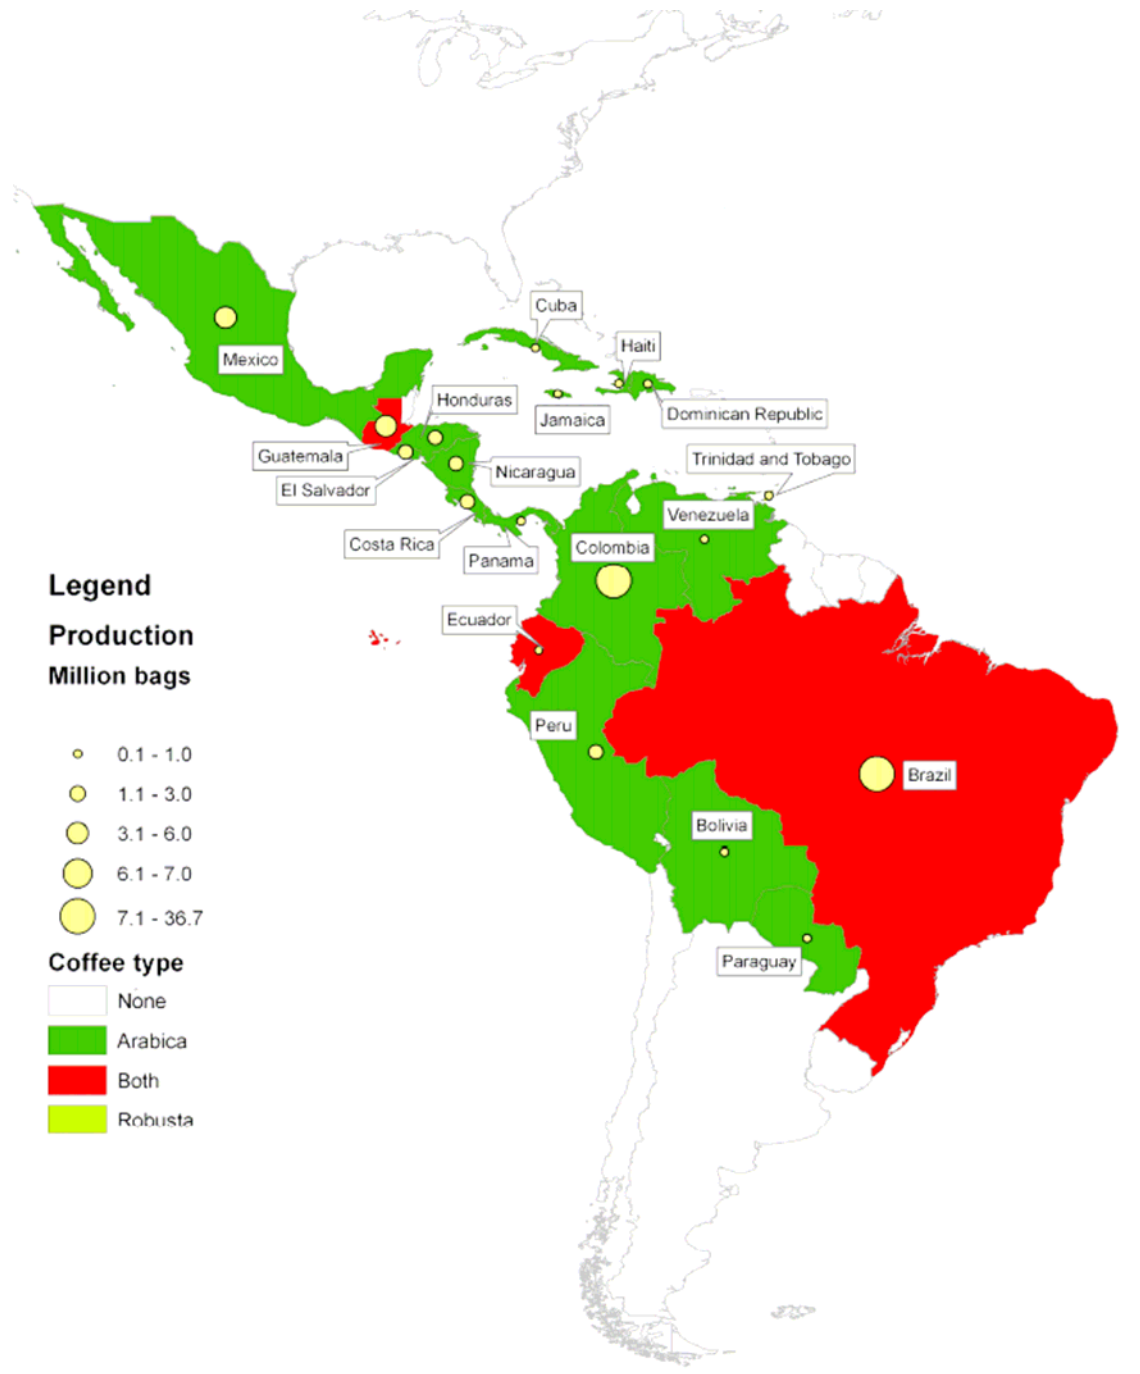 Cuba
Haiti
Mexico
Honduras
Jamaica
Dominican Republic
Guatemala
Trinidad and Tobago
El Salvador
Nicaragua
Venezuela
Costa Rica
Panama
Colombia
Ecuador
Peru
Brazil
Bolivia
Paraguay
Legend
Production
Million bags
0.1 - 1.0
1.1 - 3.0
3.1 - 6.0
6.1 - 7.0
7.1 - 36.7
Coffee type
None
Arabica
Both
Robusta